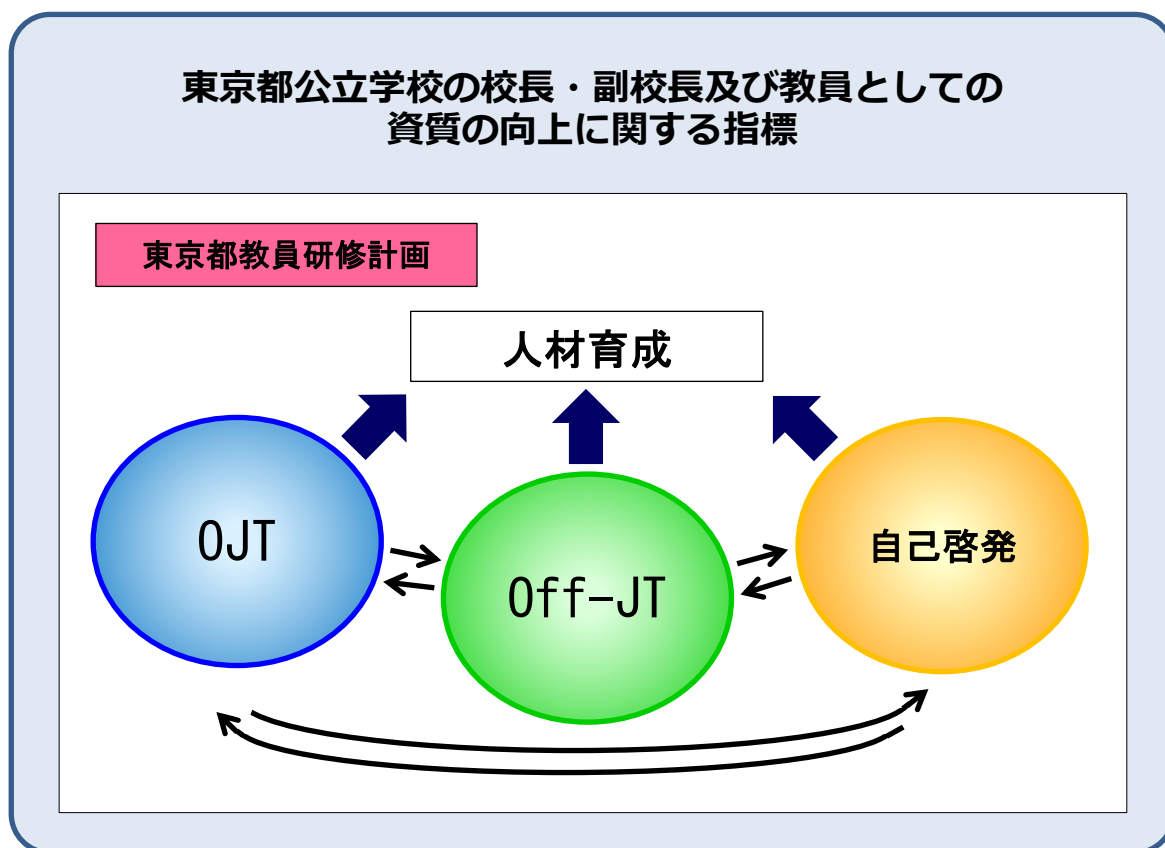 東京都公立学校の校長・副校長及び教員としての
資質の向上に関する指標
東京都教員研修計画
人材育成
OJT
Off-JT
自己啓発